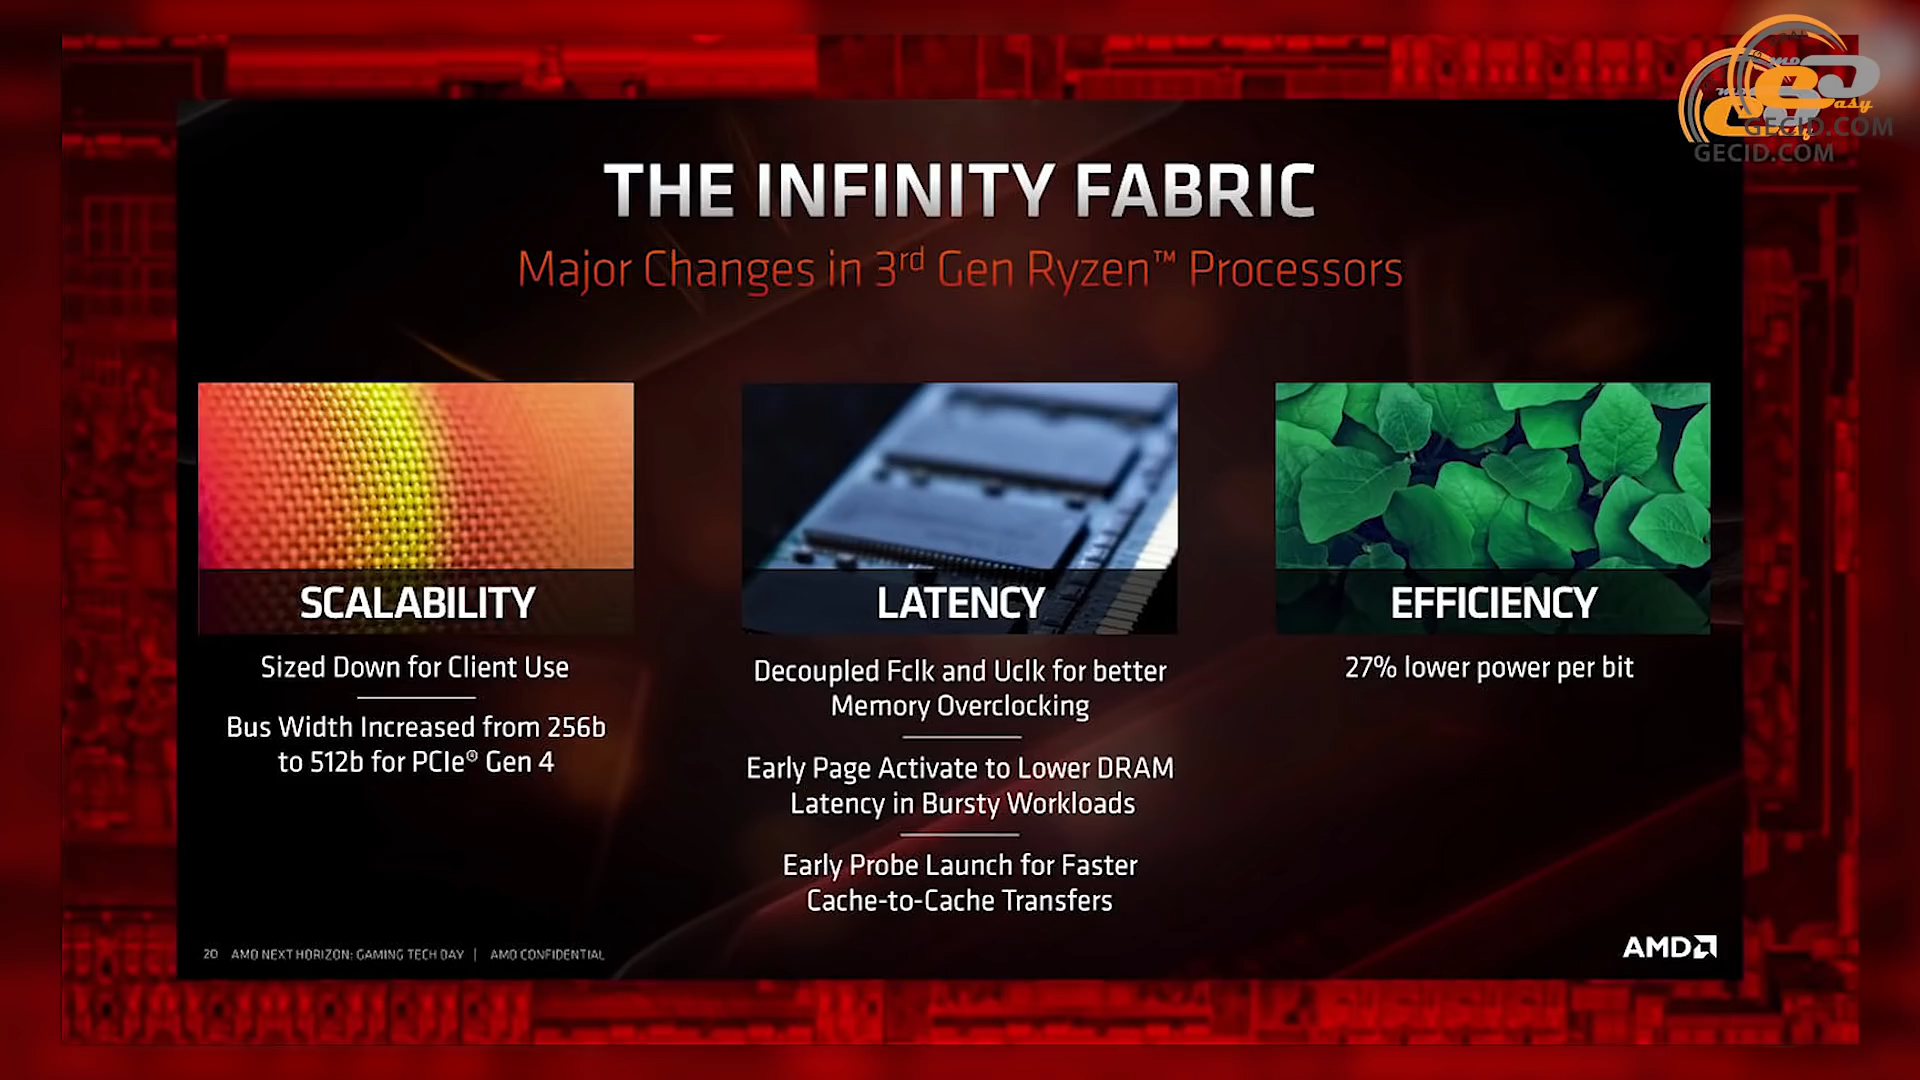 THE INFINITY FABRIC
Major Changes in 3rd Gen Ryzen™ Processors
SCALABILITY
Sized Down for Client Use
Bus Width Increased from 256b
to 512b for PCIe® Gen 4
LATENCY
Decoupled Fclk and Uclk for better
Memory Overclocking
Early Page Activate to Lower DRAM
Latency in Bursty Workloads
Early Probe Launch for Faster
Cache-to-Cache Transfers
EFFICIENCY
27% lower power per bit
20 AMD NEXT HORIZON: GAMING TECH DAY | AMD CONFIDENTIAL
AMD
GECID.COM
GECID.COM